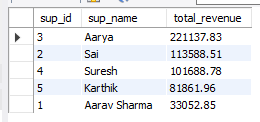 sup_id sup_name total_revenue
3 Aarya 221137.83
2 Sai 113588.51
4 Suresh 101688.78
5 Karthik 81861.96
1 Aarav Sharma 33052.85